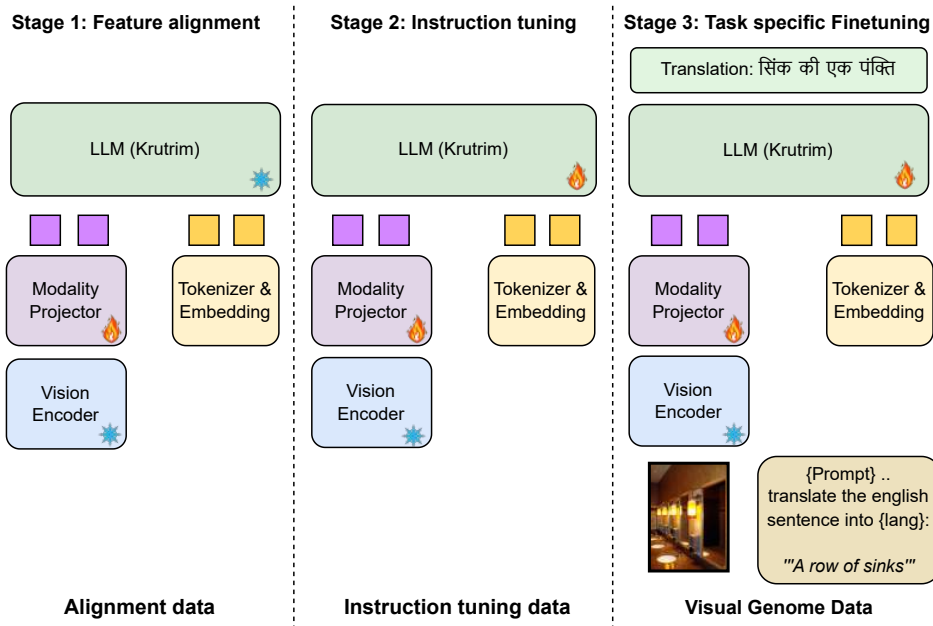 Stage 1: Feature alignment
LLM (Krutrim)
Modality
Projector
Tokenizer &
Embedding
Vision
Encoder
Alignment data
Stage 2: Instruction tuning
LLM (Krutrim)
Modality
Projector
Tokenizer &
Embedding
Vision
Encoder
Instruction tuning data
Stage 3: Task specific Finetuning
Translation: सिंक की एक पंक्ति
LLM (Krutrim)
Modality
Projector
Tokenizer &
Embedding
Vision
Encoder
{Prompt} ..
translate the english
sentence into {lang}:
'"A row of sinks"'
Visual Genome Data